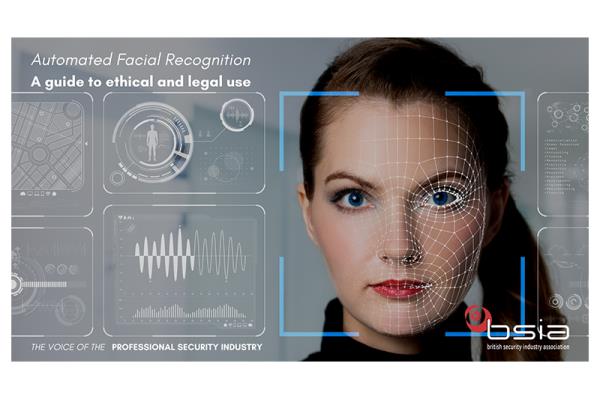 Automated Facial Recognition
A guide to ethical and legal use
THE VOICE OF THE PROFESSIONAL SECURITY INDUSTRY
bsia
british security industry association